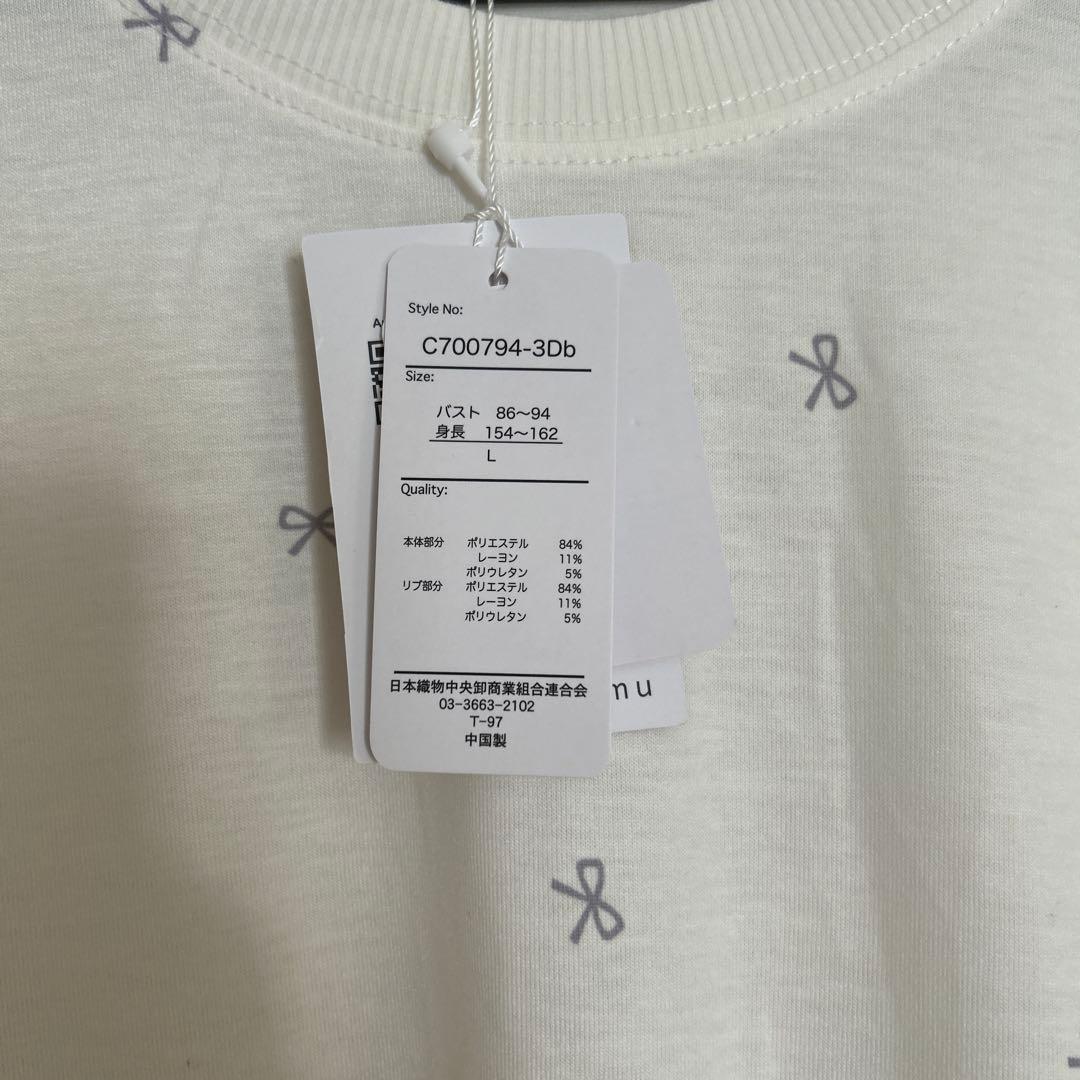 Style No:
C700794-3Db
Size:
バスト 86〜94
身長 154〜162
L
Quality:
本体部分 ポリエステル 84%
レーヨン 11%
ポリウレタン 5%
リブ部分 ポリエステル 84%
レーヨン 11%
ポリウレタン 5%
日本織物中央卸商業組合連合会
03-3663-2102
T-97
中国製
mu